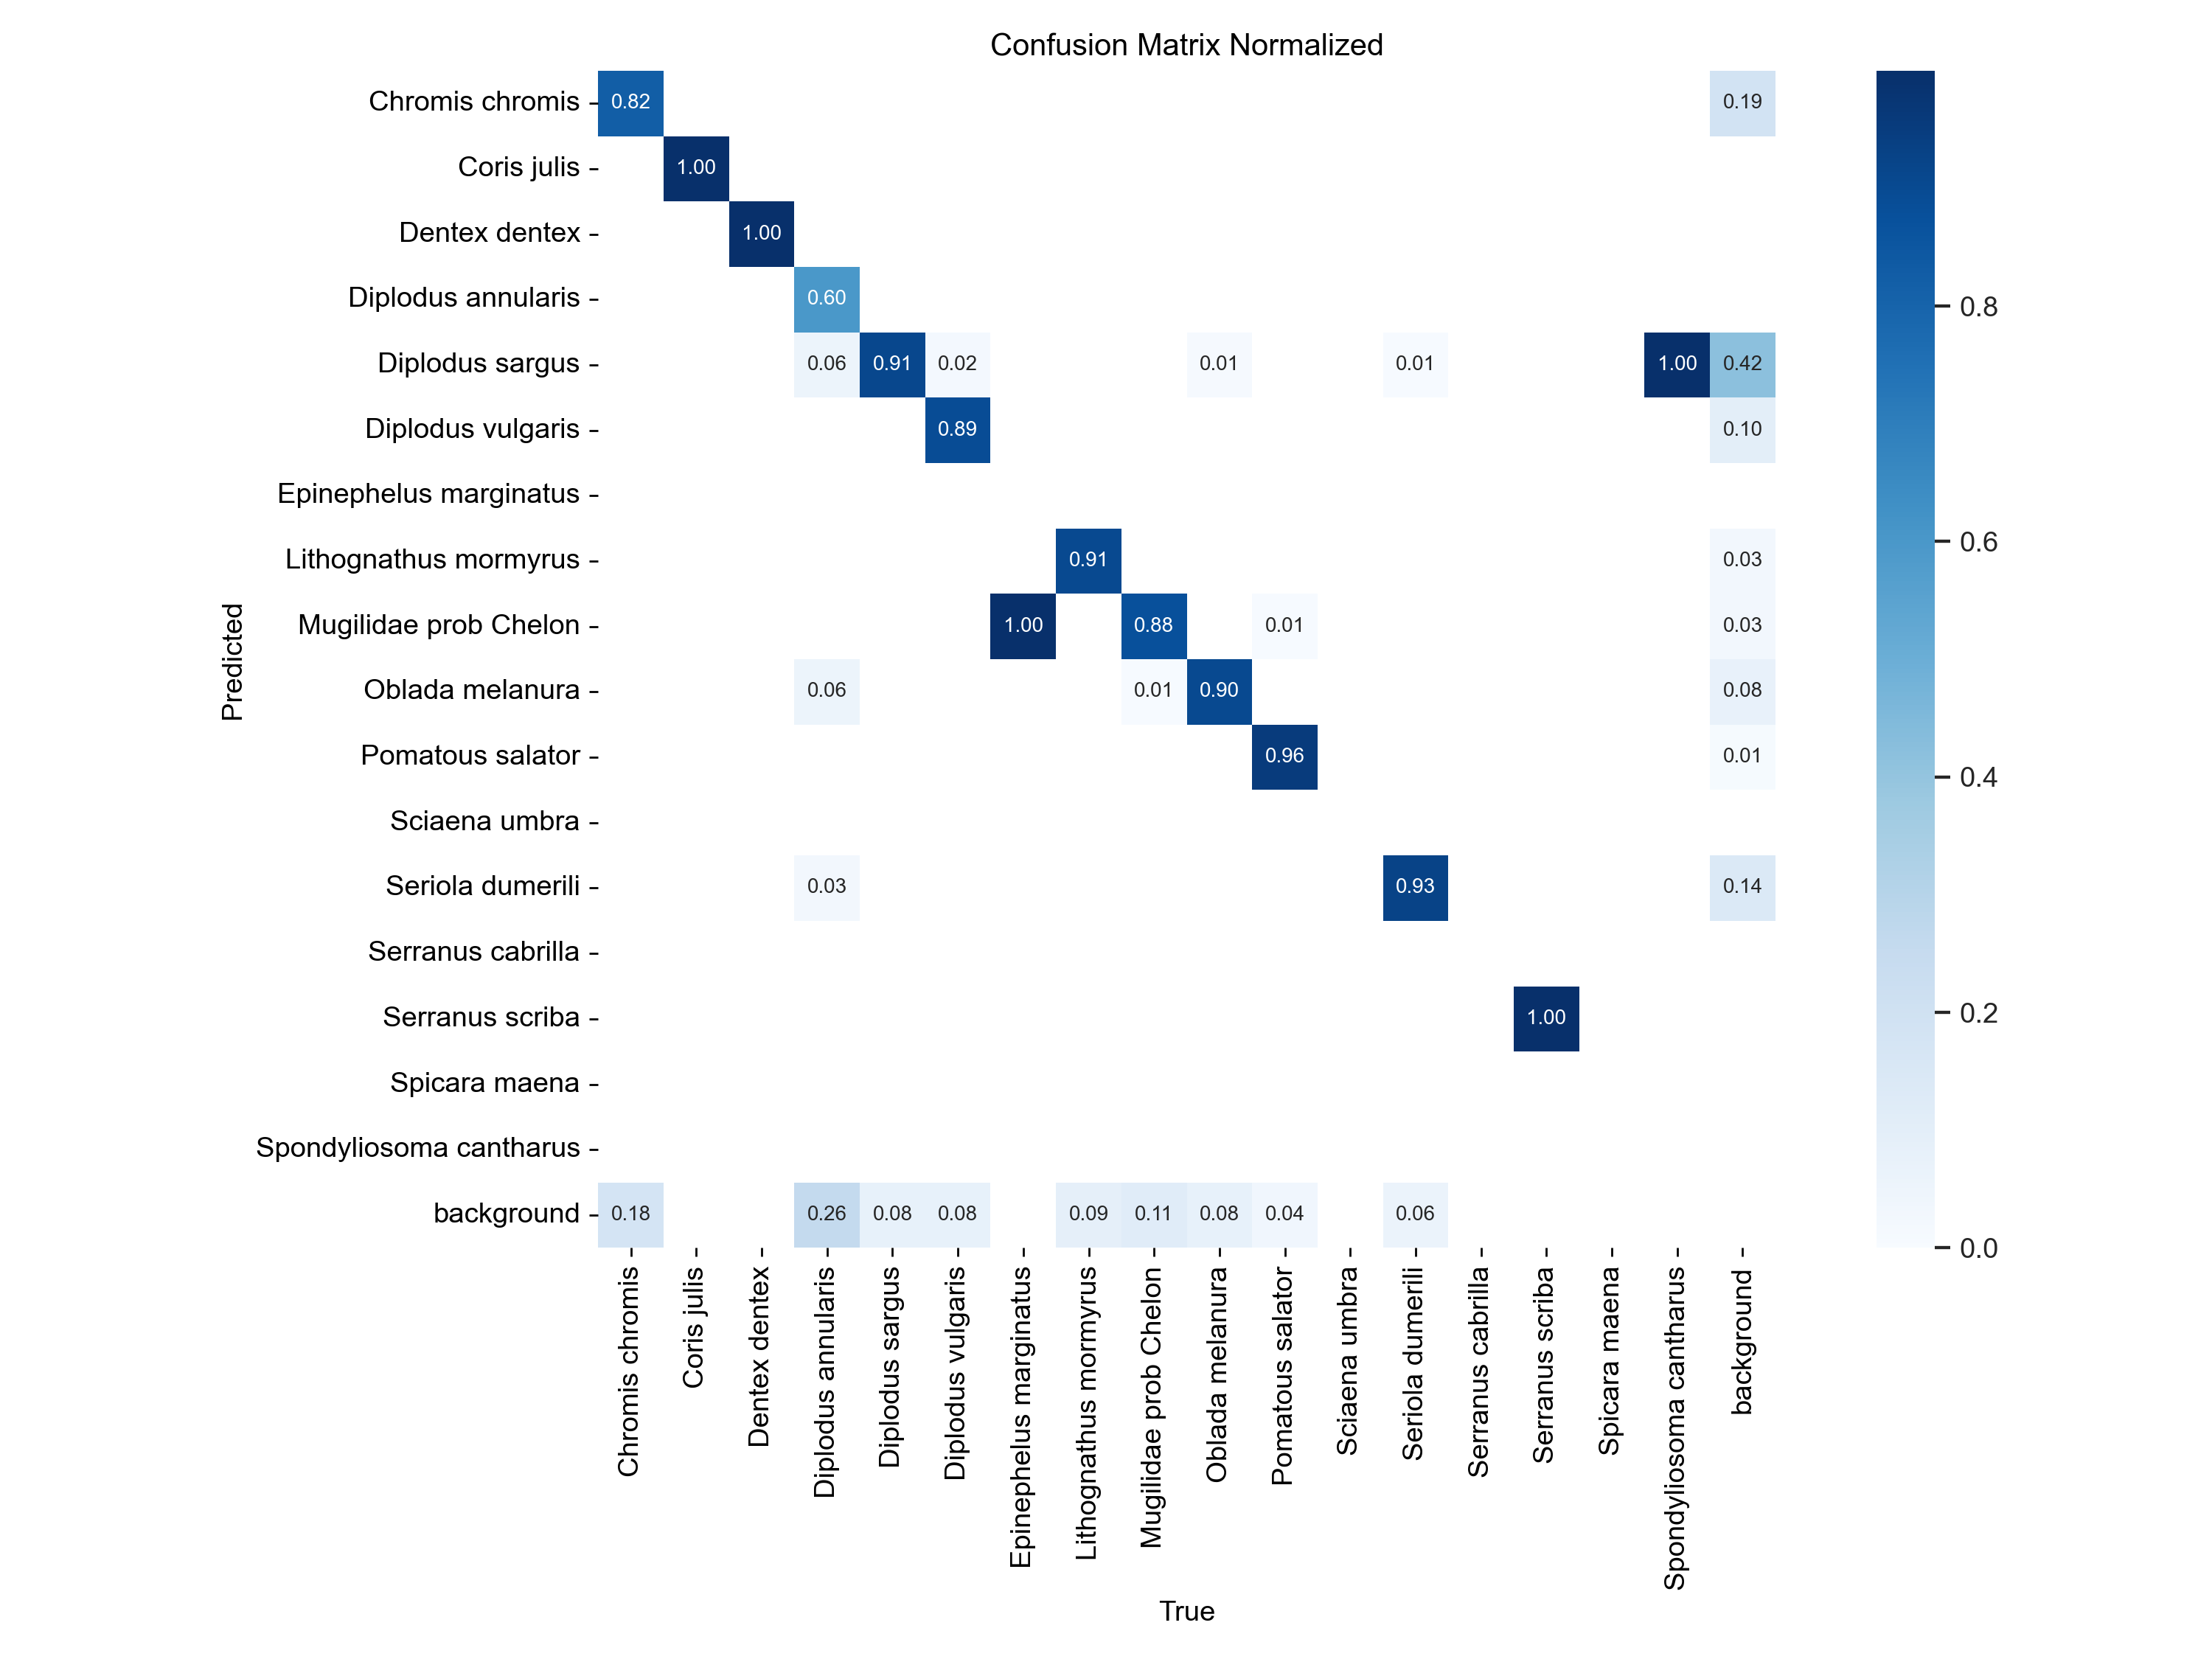 Confusion Matrix Normalized
Chromis chromis 0.82 0.19
Coris julis 1.00
Dentex dentex 1.00
Diplodus annularis 0.60
0.8
Diplodus sargus 0.06 0.91 0.02 0.01 0.01 1.00 0.42
Diplodus vulgaris 0.89 0.10
Epinephelus marginatus
0.6
Lithognathus mormyrus 0.91 0.03
Predicted
Mugilidae prob Chelon 1.00 0.88 0.01 0.03
Oblada melanura 0.06 0.01 0.90 0.08
Pomatous salator 0.96 0.01
0.4
Sciaena umbra
Seriola dumerili 0.03 0.93 0.14
Serranus cabrilla
0.2
Serranus scriba 1.00
Spicara maena
Spondyliosoma cantharus
background 0.18 0.26 0.08 0.08 0.09 0.11 0.08 0.04 0.06
0.0
Chromis chromis
Coris julis
Dentex dentex
Diplodus annularis
Diplodus sargus
Diplodus vulgaris
Epinephelus marginatus
Lithognathus mormyrus
Mugilidae prob Chelon
Oblada melanura
Pomatous salator
Sciaena umbra
Seriola dumerili
Serranus cabrilla
Serranus scriba
Spicara maena
Spondyliosoma cantharus
background
True